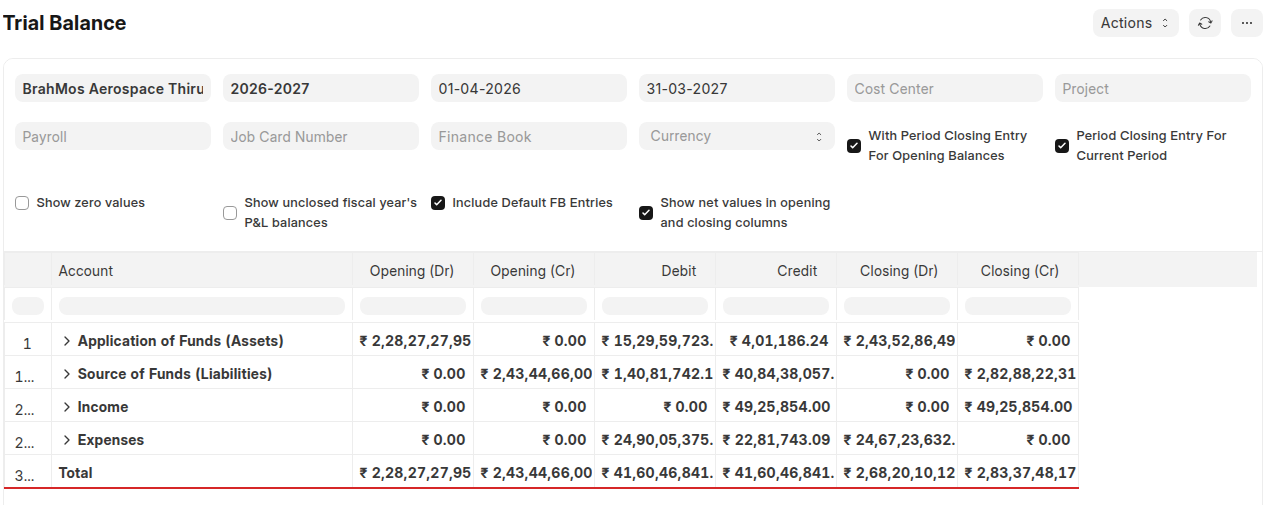 Trial Balance
Actions
BrahMos Aerospace Thiru 2026-2027 01-04-2026 31-03-2027 Cost Center Project
Payroll Job Card Number Finance Book Currency With Period Closing Entry For Opening Balances Period Closing Entry For Current Period
Show zero values Show unclosed fiscal year's P&L balances Include Default FB Entries Show net values in opening and closing columns
Account Opening (Dr) Opening (Cr) Debit Credit Closing (Dr) Closing (Cr)
1 Application of Funds (Assets) ₹ 2,28,27,27,95 ₹ 0.00 ₹ 15,29,59,723. ₹ 4,01,186.24 ₹ 2,43,52,86,49 ₹ 0.00
1... Source of Funds (Liabilities) ₹ 0.00 ₹ 2,43,44,66,00 ₹ 1,40,81,742.1 ₹ 40,84,38,057. ₹ 0.00 ₹ 2,82,88,22,31
2... Income ₹ 0.00 ₹ 0.00 ₹ 0.00 ₹ 49,25,854.00 ₹ 0.00 ₹ 49,25,854.00
2... Expenses ₹ 0.00 ₹ 0.00 ₹ 24,90,05,375. ₹ 22,81,743.09 ₹ 24,67,23,632. ₹ 0.00
3... Total ₹ 2,28,27,27,95 ₹ 2,43,44,66,00 ₹ 41,60,46,841. ₹ 41,60,46,841. ₹ 2,68,20,10,12 ₹ 2,83,37,48,17